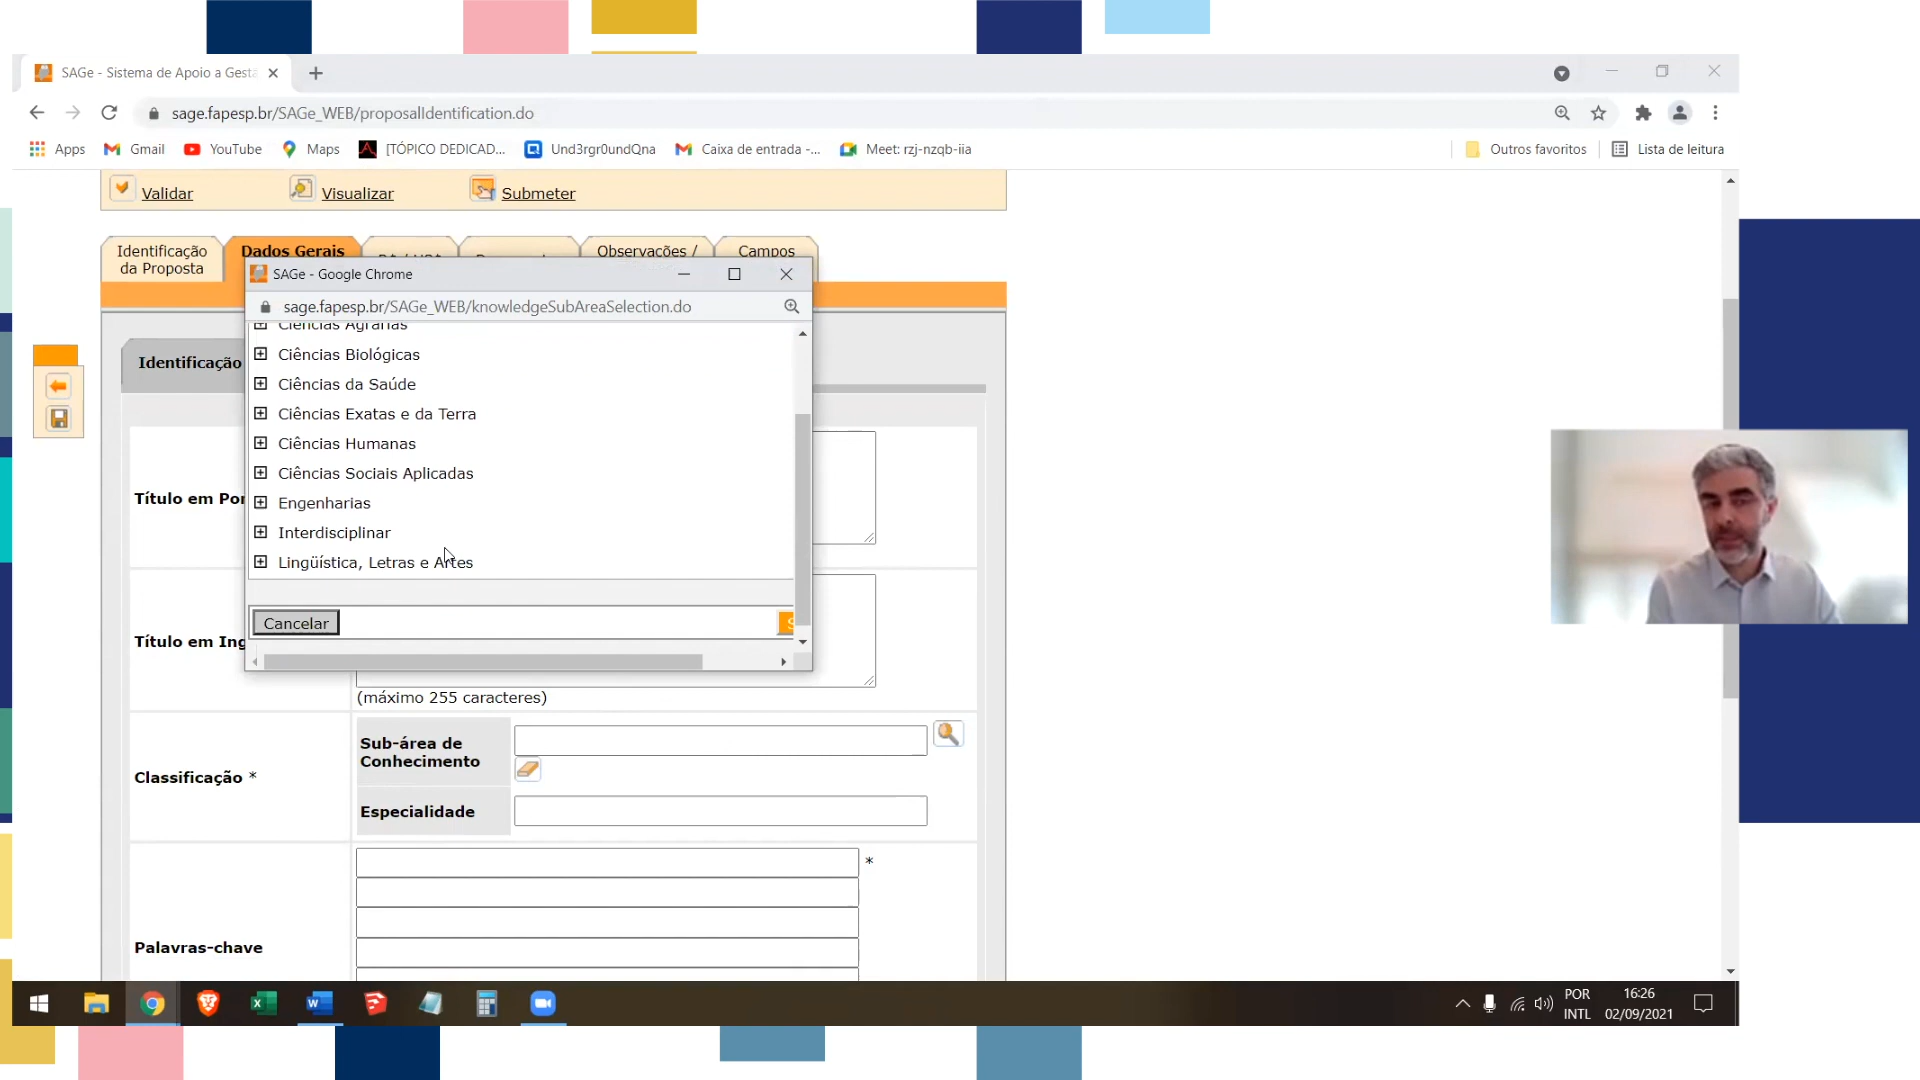 SAGe - Sistema de Apoio a Gestã
sage.fapesp.br/SAGe_WEB/proposalIdentification.do
Apps
Gmail
YouTube
Maps
[TÓPICO DEDICAD...
Und3rgr0undQna
Caixa de entrada -...
Meet: rzj-nzqb-iia
Outros favoritos
Lista de leitura
Validar
Visualizar
Submeter
Identificação da Proposta
Dados Gerais
Observações /
Campos
SAGe - Google Chrome
sage.fapesp.br/SAGe_WEB/knowledgeSubAreaSelection.do
Ciências Agrárias
Ciências Biológicas
Ciências da Saúde
Ciências Exatas e da Terra
Ciências Humanas
Ciências Sociais Aplicadas
Engenharias
Interdisciplinar
Lingüística, Letras e Artes
Cancelar
Identificação
Título em Por
Título em Ing
(máximo 255 caracteres)
Classificação *
Sub-área de
Conhecimento
Especialidade
*
Palavras-chave
POR
INTL
16:26
02/09/2021